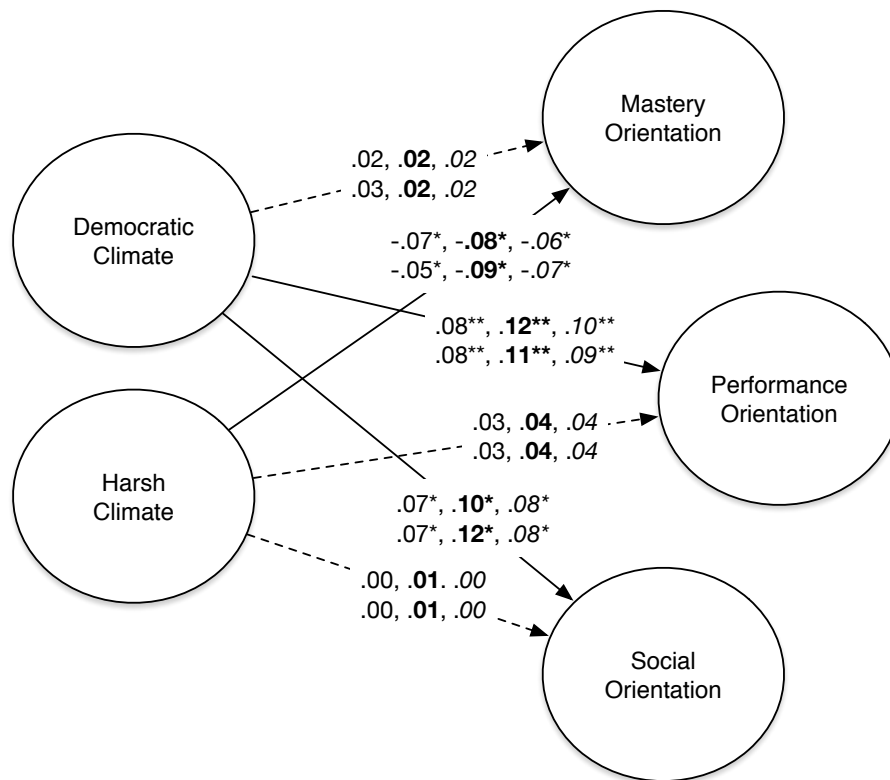 Mastery
Orientation
.02, .02, .02
.03, .02, .02
Democratic
Climate
-.07*, -.08*, -.06*
-.05*, -.09*, -.07*
.08**, .12**, .10**
.08**, .11**, .09**
Performance
Orientation
.03, .04, .04
.03, .04, .04
Harsh
Climate
.07*, .10*, .08*
.07*, .12*, .08*
.00, .01. .00
.00, .01, .00
Social
Orientation